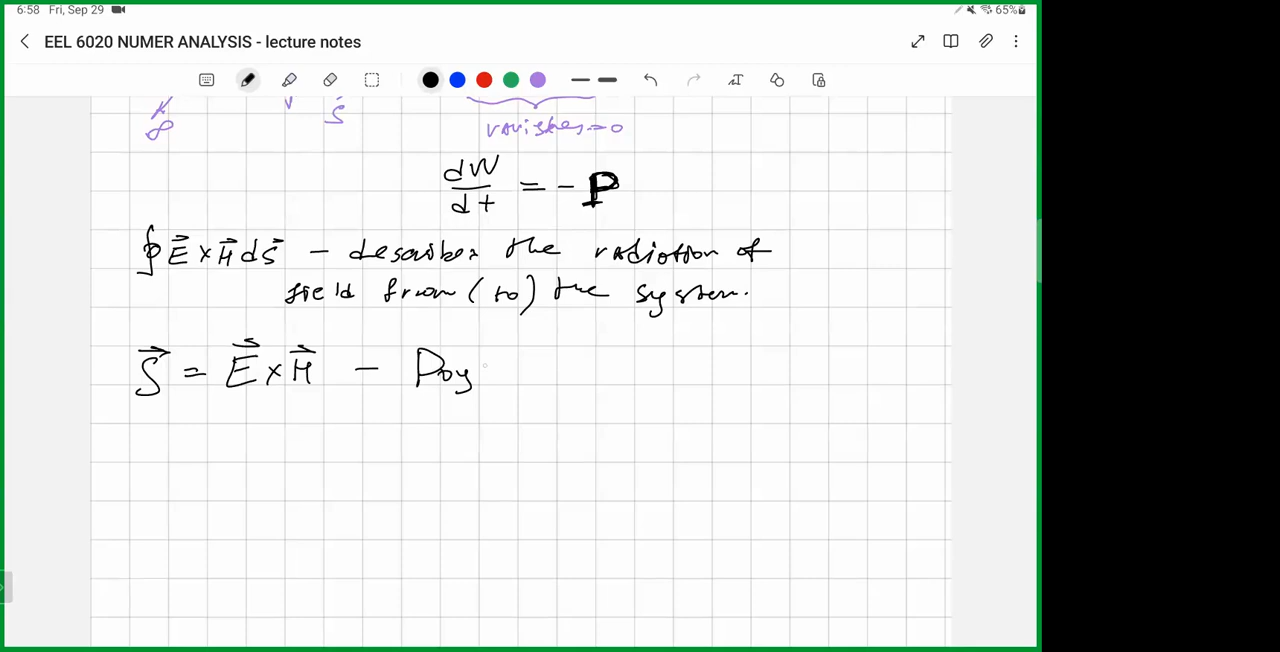 6:58 Fri, Sep 29 65%
EEL 6020 NUMER ANALYSIS - lecture notes
∞ V S
vanishes = 0
dW/dt = - P
∮ E⃗ × H⃗ dS⃗ - describes the radiation of
field from (to) the system.
S⃗ = E⃗ × H⃗ - Poy